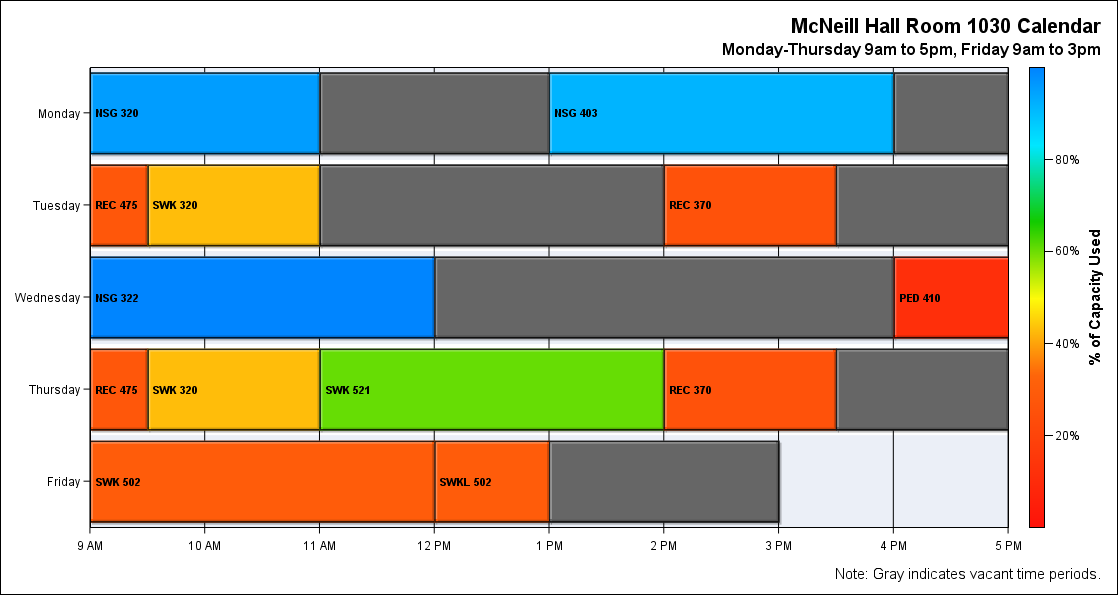 McNeill Hall Room 1030 Calendar
Monday-Thursday 9am to 5pm, Friday 9am to 3pm
Monday
NSG 320
NSG 403
Tuesday
REC 475
SWK 320
REC 370
Wednesday
NSG 322
PED 410
Thursday
REC 475
SWK 320
SWK 521
REC 370
Friday
SWK 502
SWKL 502
9 AM
10 AM
11 AM
12 PM
1 PM
2 PM
3 PM
4 PM
5 PM
80%
60%
40%
20%
% of Capacity Used
Note: Gray indicates vacant time periods.